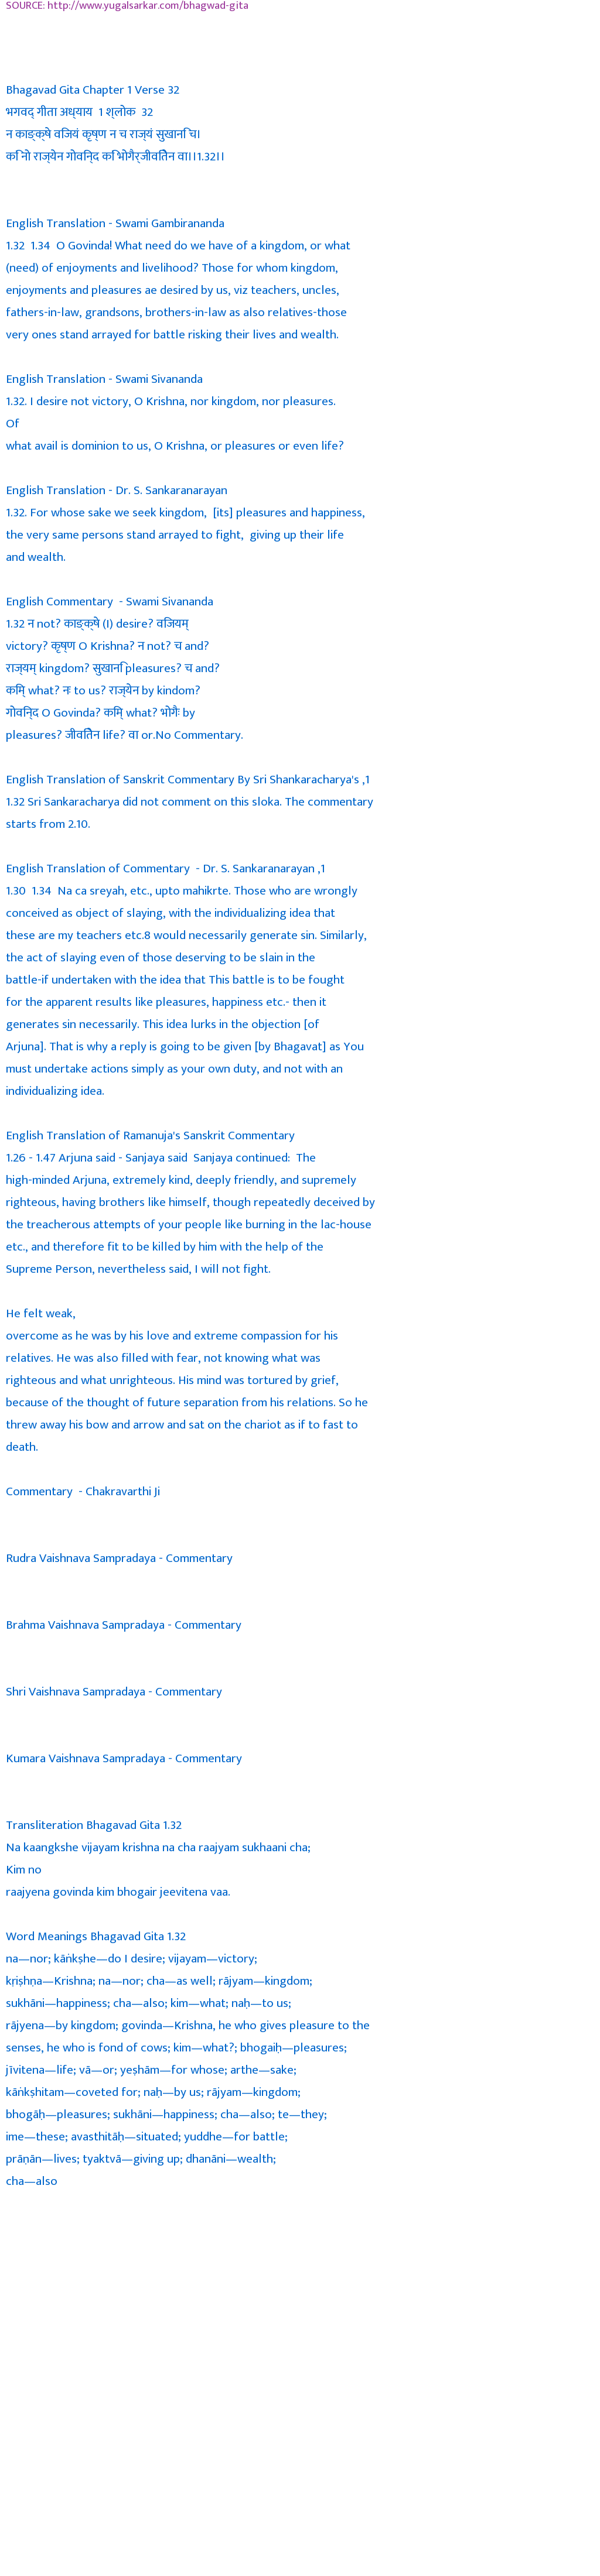 SOURCE: http://www.yugalsarkar.com/bhagwad-gita
Bhagavad Gita Chapter 1 Verse 32
भगवद् गीता अध्याय 1 श्लोक 32
न काङ्क्षे विजयं कृष्ण न च राज्यं सुखानि च।
किं नो राज्येन गोविन्द किं भोगैर्जीवितेन वा।।1.32।।
English Translation - Swami Gambirananda
1.32 1.34 O Govinda! What need do we have of a kingdom, or what
(need) of enjoyments and livelihood? Those for whom kingdom,
enjoyments and pleasures ae desired by us, viz teachers, uncles,
fathers-in-law, grandsons, brothers-in-law as also relatives-those
very ones stand arrayed for battle risking their lives and wealth.
English Translation - Swami Sivananda
1.32. I desire not victory, O Krishna, nor kingdom, nor pleasures.
Of
what avail is dominion to us, O Krishna, or pleasures or even life?
English Translation - Dr. S. Sankaranarayan
1.32. For whose sake we seek kingdom, [its] pleasures and happiness,
the very same persons stand arrayed to fight, giving up their life
and wealth.
English Commentary - Swami Sivananda
1.32 न not? काङ्क्षे (I) desire? विजयम्
victory? कृष्ण O Krishna? न not? च and?
राज्यम् kingdom? सुखानि pleasures? च and?
किम् what? नः to us? राज्येन by kindom?
गोविन्द O Govinda? किम् what? भोगैः by
pleasures? जीवितेन life? वा or.No Commentary.
English Translation of Sanskrit Commentary By Sri Shankaracharya's ,1
1.32 Sri Sankaracharya did not comment on this sloka. The commentary
starts from 2.10.
English Translation of Commentary - Dr. S. Sankaranarayan ,1
1.30 1.34 Na ca sreyah, etc., upto mahikrte. Those who are wrongly
conceived as object of slaying, with the individualizing idea that
these are my teachers etc.8 would necessarily generate sin. Similarly,
the act of slaying even of those deserving to be slain in the
battle-if undertaken with the idea that This battle is to be fought
for the apparent results like pleasures, happiness etc.- then it
generates sin necessarily. This idea lurks in the objection [of
Arjuna]. That is why a reply is going to be given [by Bhagavat] as You
must undertake actions simply as your own duty, and not with an
individualizing idea.
English Translation of Ramanuja's Sanskrit Commentary
1.26 - 1.47 Arjuna said - Sanjaya said Sanjaya continued: The
high-minded Arjuna, extremely kind, deeply friendly, and supremely
righteous, having brothers like himself, though repeatedly deceived by
the treacherous attempts of your people like burning in the lac-house
etc., and therefore fit to be killed by him with the help of the
Supreme Person, nevertheless said, I will not fight.
He felt weak,
overcome as he was by his love and extreme compassion for his
relatives. He was also filled with fear, not knowing what was
righteous and what unrighteous. His mind was tortured by grief,
because of the thought of future separation from his relations. So he
threw away his bow and arrow and sat on the chariot as if to fast to
death.
Commentary - Chakravarthi Ji
Rudra Vaishnava Sampradaya - Commentary
Brahma Vaishnava Sampradaya - Commentary
Shri Vaishnava Sampradaya - Commentary
Kumara Vaishnava Sampradaya - Commentary
Transliteration Bhagavad Gita 1.32
Na kaangkshe vijayam krishna na cha raajyam sukhaani cha;
Kim no
raajyena govinda kim bhogair jeevitena vaa.
Word Meanings Bhagavad Gita 1.32
na—nor; kāṅkṣhe—do I desire; vijayam—victory;
kṛiṣhṇa—Krishna; na—nor; cha—as well; rājyam—kingdom;
sukhāni—happiness; cha—also; kim—what; naḥ—to us;
rājyena—by kingdom; govinda—Krishna, he who gives pleasure to the
senses, he who is fond of cows; kim—what?; bhogaiḥ—pleasures;
jīvitena—life; vā—or; yeṣhām—for whose; arthe—sake;
kāṅkṣhitam—coveted for; naḥ—by us; rājyam—kingdom;
bhogāḥ—pleasures; sukhāni—happiness; cha—also; te—they;
ime—these; avasthitāḥ—situated; yuddhe—for battle;
prāṇān—lives; tyaktvā—giving up; dhanāni—wealth;
cha—also